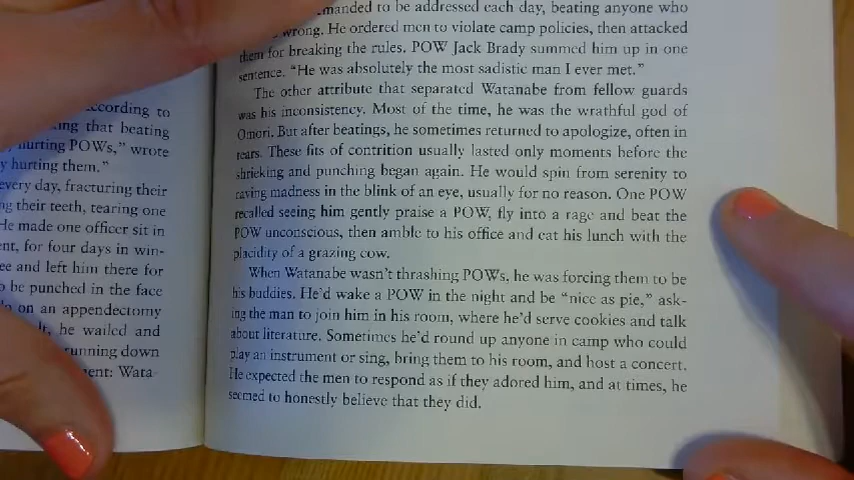 ccording to
ing that beating
hurting POWs," wrote
y hurting them."
every day, fracturing their
ng their teeth, tearing one
He made one officer sit in
nt, for four days in win-
ee and left him there for
o be punched in the face
on an appendectomy
it, he wailed and
running down
ent: Wata-
manded to be addressed each day, beating anyone who
wrong. He ordered men to violate camp policies, then attacked
them for breaking the rules. POW Jack Brady summed him up in one
sentence. "He was absolutely the most sadistic man I ever met."
The other attribute that separated Watanabe from fellow guards
was his inconsistency. Most of the time, he was the wrathful god of
Omori. But after beatings, he sometimes returned to apologize, often in
tears. These fits of contrition usually lasted only moments before the
shrieking and punching began again. He would spin from serenity to
raving madness in the blink of an eye, usually for no reason. One POW
recalled seeing him gently praise a POW, fly into a rage and beat the
POW unconscious, then amble to his office and eat his lunch with the
placidity of a grazing cow.
When Watanabe wasn't thrashing POWs, he was forcing them to be
his buddies. He'd wake a POW in the night and be "nice as pie," ask-
ing the man to join him in his room, where he'd serve cookies and talk
about literature. Sometimes he'd round up anyone in camp who could
play an instrument or sing, bring them to his room, and host a concert.
He expected the men to respond as if they adored him, and at times, he
seemed to honestly believe that they did.